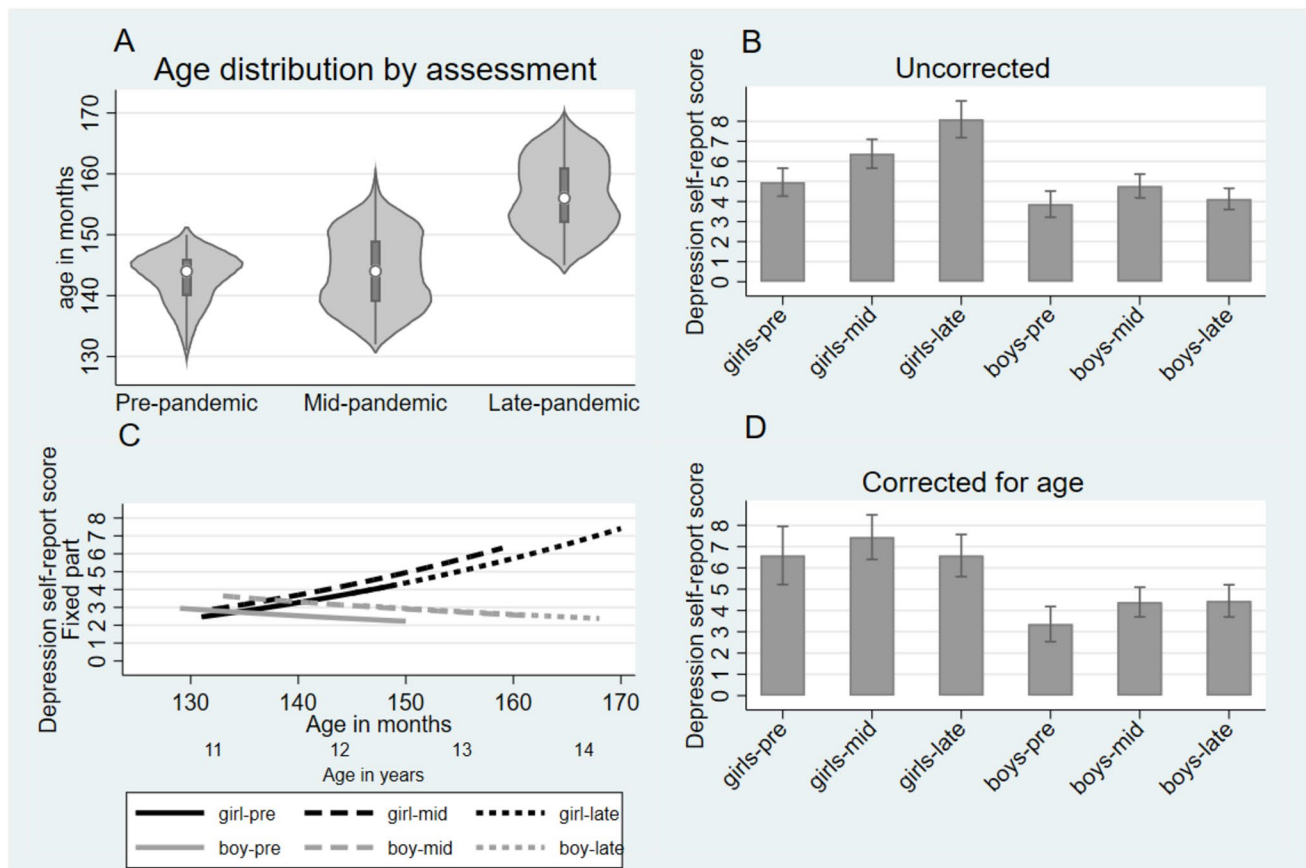 A
Age distribution by assessment
age in months
170
160
150
140
130
Pre-pandemic Mid-pandemic Late-pandemic
B
Uncorrected
Depression self-report score
8
7
6
5
4
3
2
1
0
girls-pre
girls-mid
girls-late
boys-pre
boys-mid
boys-late
C
Depression self-report score
Fixed part
8
7
6
5
4
3
2
1
0
130 140 150 160 170
Age in months
11 12 13 14
Age in years
girl-pre girl-mid girl-late
boy-pre boy-mid boy-late
D
Corrected for age
Depression self-report score
8
7
6
5
4
3
2
1
0
girls-pre
girls-mid
girls-late
boys-pre
boys-mid
boys-late